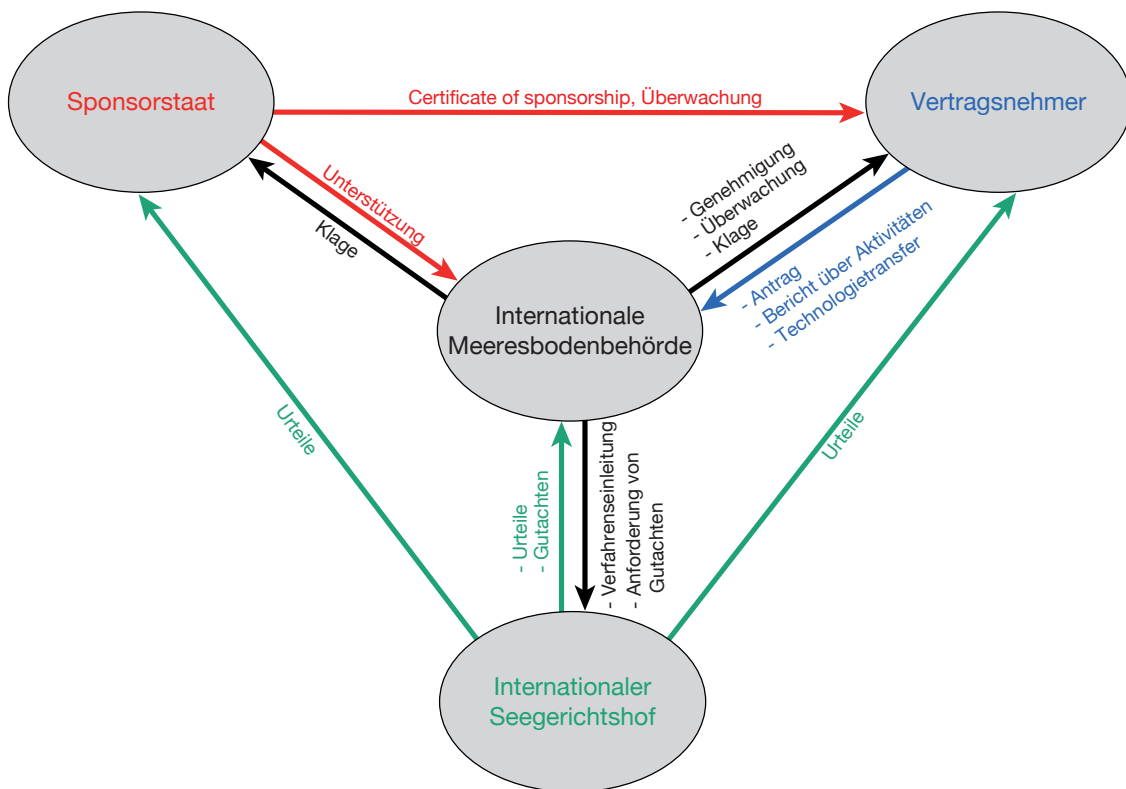 Sponsorstaat
Certificate of sponsorship, Überwachung
Vertragsnehmer
Unterstützung
Klage
- Genehmigung
- Überwachung
- Klage
- Antrag
- Bericht über Aktivitäten
- Technologietransfer
Internationale
Meeresbodenbehörde
Urteile
- Urteile
- Gutachten
- Verfahrenseinleitung
- Anforderung von
Gutachten
Urteile
Internationaler
Seegerichtshof